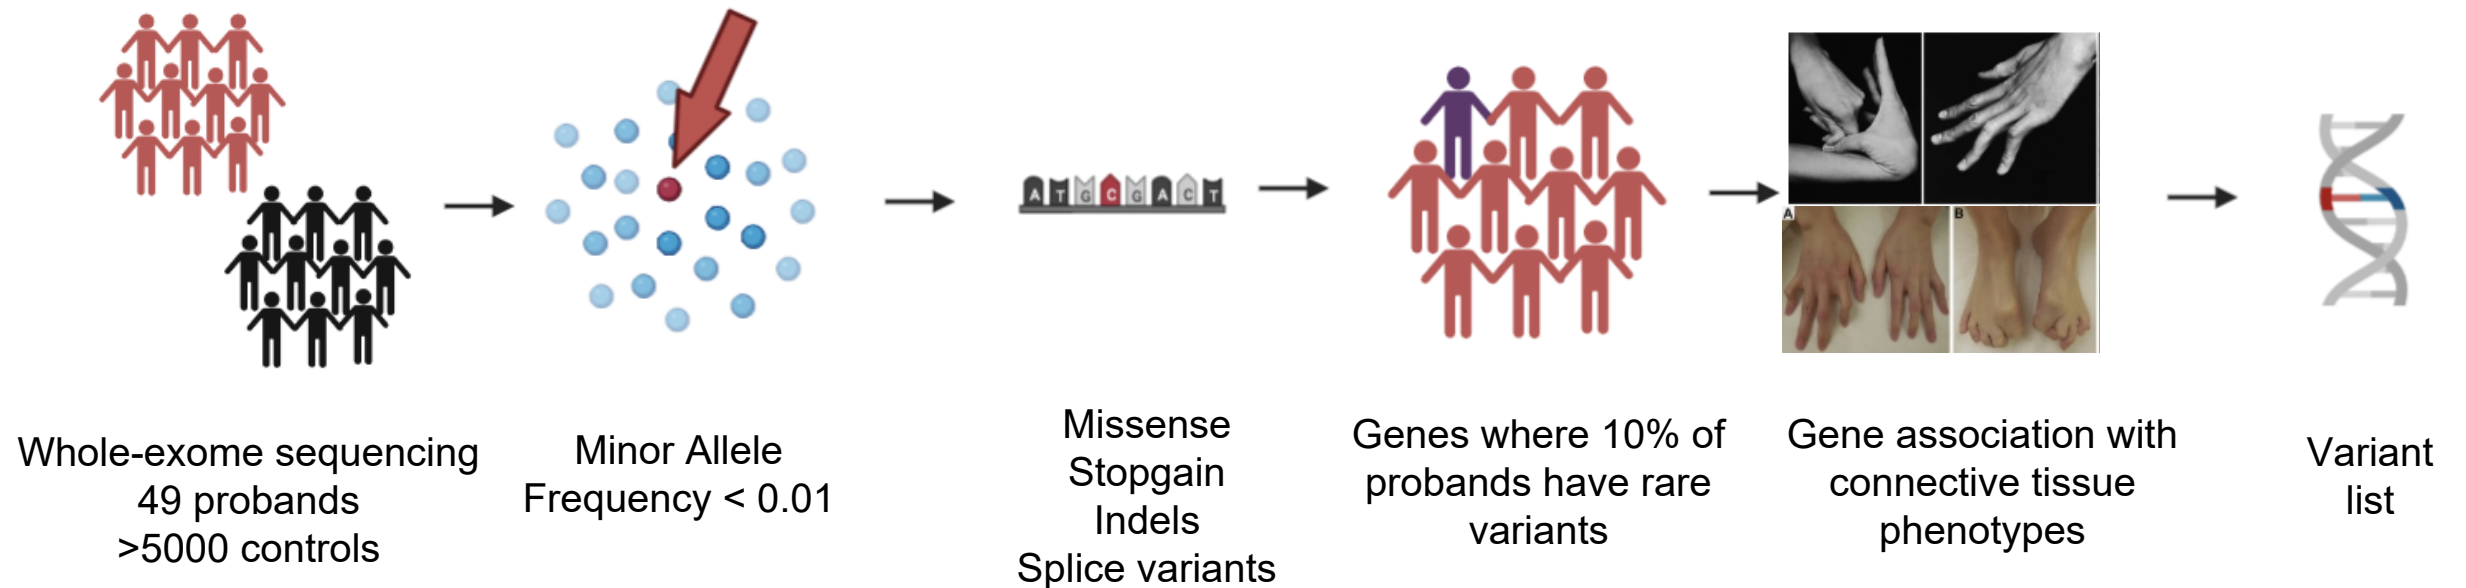 A T G C G A C T
A
B
Whole-exome sequencing
49 probands
>5000 controls
Minor Allele
Frequency < 0.01
Missense
Stopgain
Indels
Splice variants
Genes where 10% of
probands have rare
variants
Gene association with
connective tissue
phenotypes
Variant
list